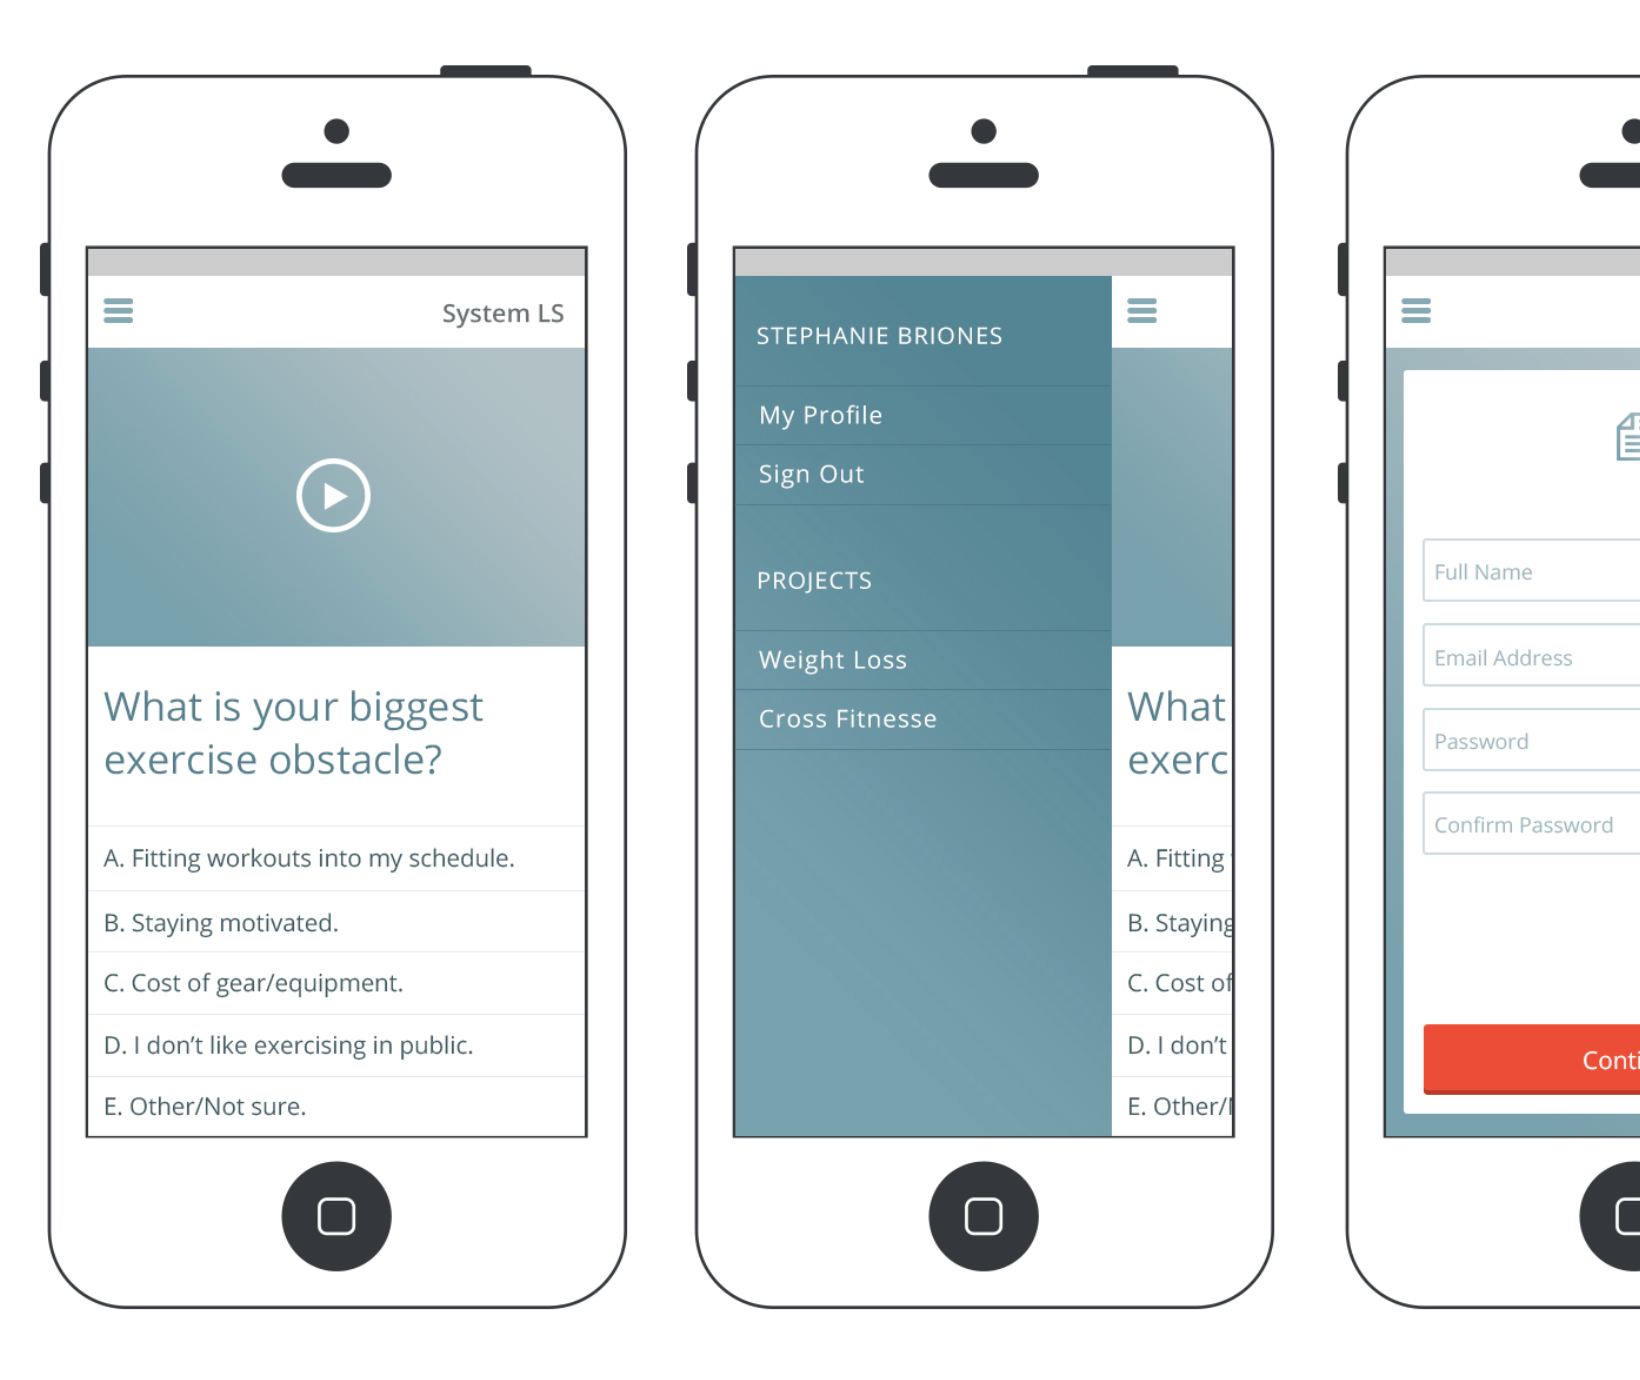 System LS
What is your biggest
exercise obstacle?
A. Fitting workouts into my schedule.
B. Staying motivated.
C. Cost of gear/equipment.
D. I don’t like exercising in public.
E. Other/Not sure.
STEPHANIE BRIONES
My Profile
Sign Out
PROJECTS
Weight Loss
Cross Fitnesse
What
exerc
A. Fitting
B. Staying
C. Cost of
D. I don’t
E. Other/
Full Name
Email Address
Password
Confirm Password
Conti